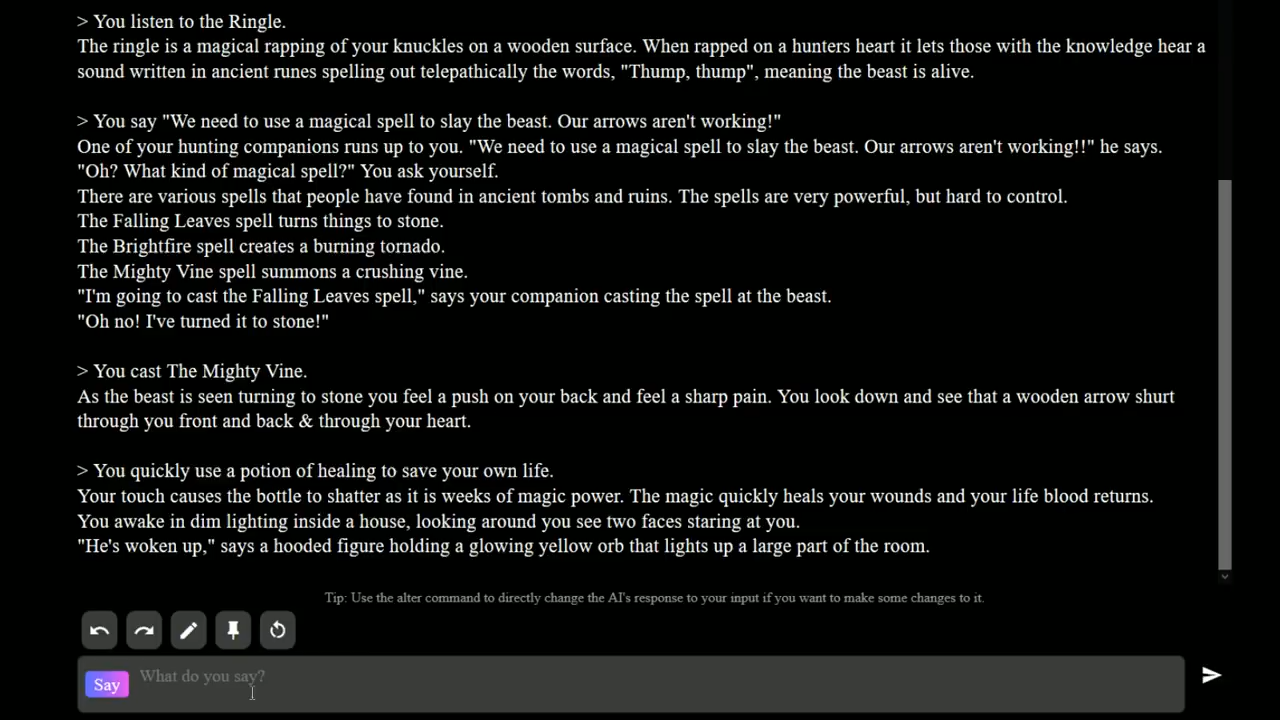 > You listen to the Ringle.
The ringle is a magical rapping of your knuckles on a wooden surface. When rapped on a hunters heart it lets those with the knowledge hear a
sound written in ancient runes spelling out telepathically the words, "Thump, thump", meaning the beast is alive.
> You say "We need to use a magical spell to slay the beast. Our arrows aren't working!"
One of your hunting companions runs up to you. "We need to use a magical spell to slay the beast. Our arrows aren't working!!" he says.
"Oh? What kind of magical spell?" You ask yourself.
There are various spells that people have found in ancient tombs and ruins. The spells are very powerful, but hard to control.
The Falling Leaves spell turns things to stone.
The Brightfire spell creates a burning tornado.
The Mighty Vine spell summons a crushing vine.
"I'm going to cast the Falling Leaves spell," says your companion casting the spell at the beast.
"Oh no! I've turned it to stone!"
> You cast The Mighty Vine.
As the beast is seen turning to stone you feel a push on your back and feel a sharp pain. You look down and see that a wooden arrow shurt
through you front and back & through your heart.
> You quickly use a potion of healing to save your own life.
Your touch causes the bottle to shatter as it is weeks of magic power. The magic quickly heals your wounds and your life blood returns.
You awake in dim lighting inside a house, looking around you see two faces staring at you.
"He's woken up," says a hooded figure holding a glowing yellow orb that lights up a large part of the room.
Tip: Use the alter command to directly change the AI's response to your input if you want to make some changes to it.
Say What do you say?